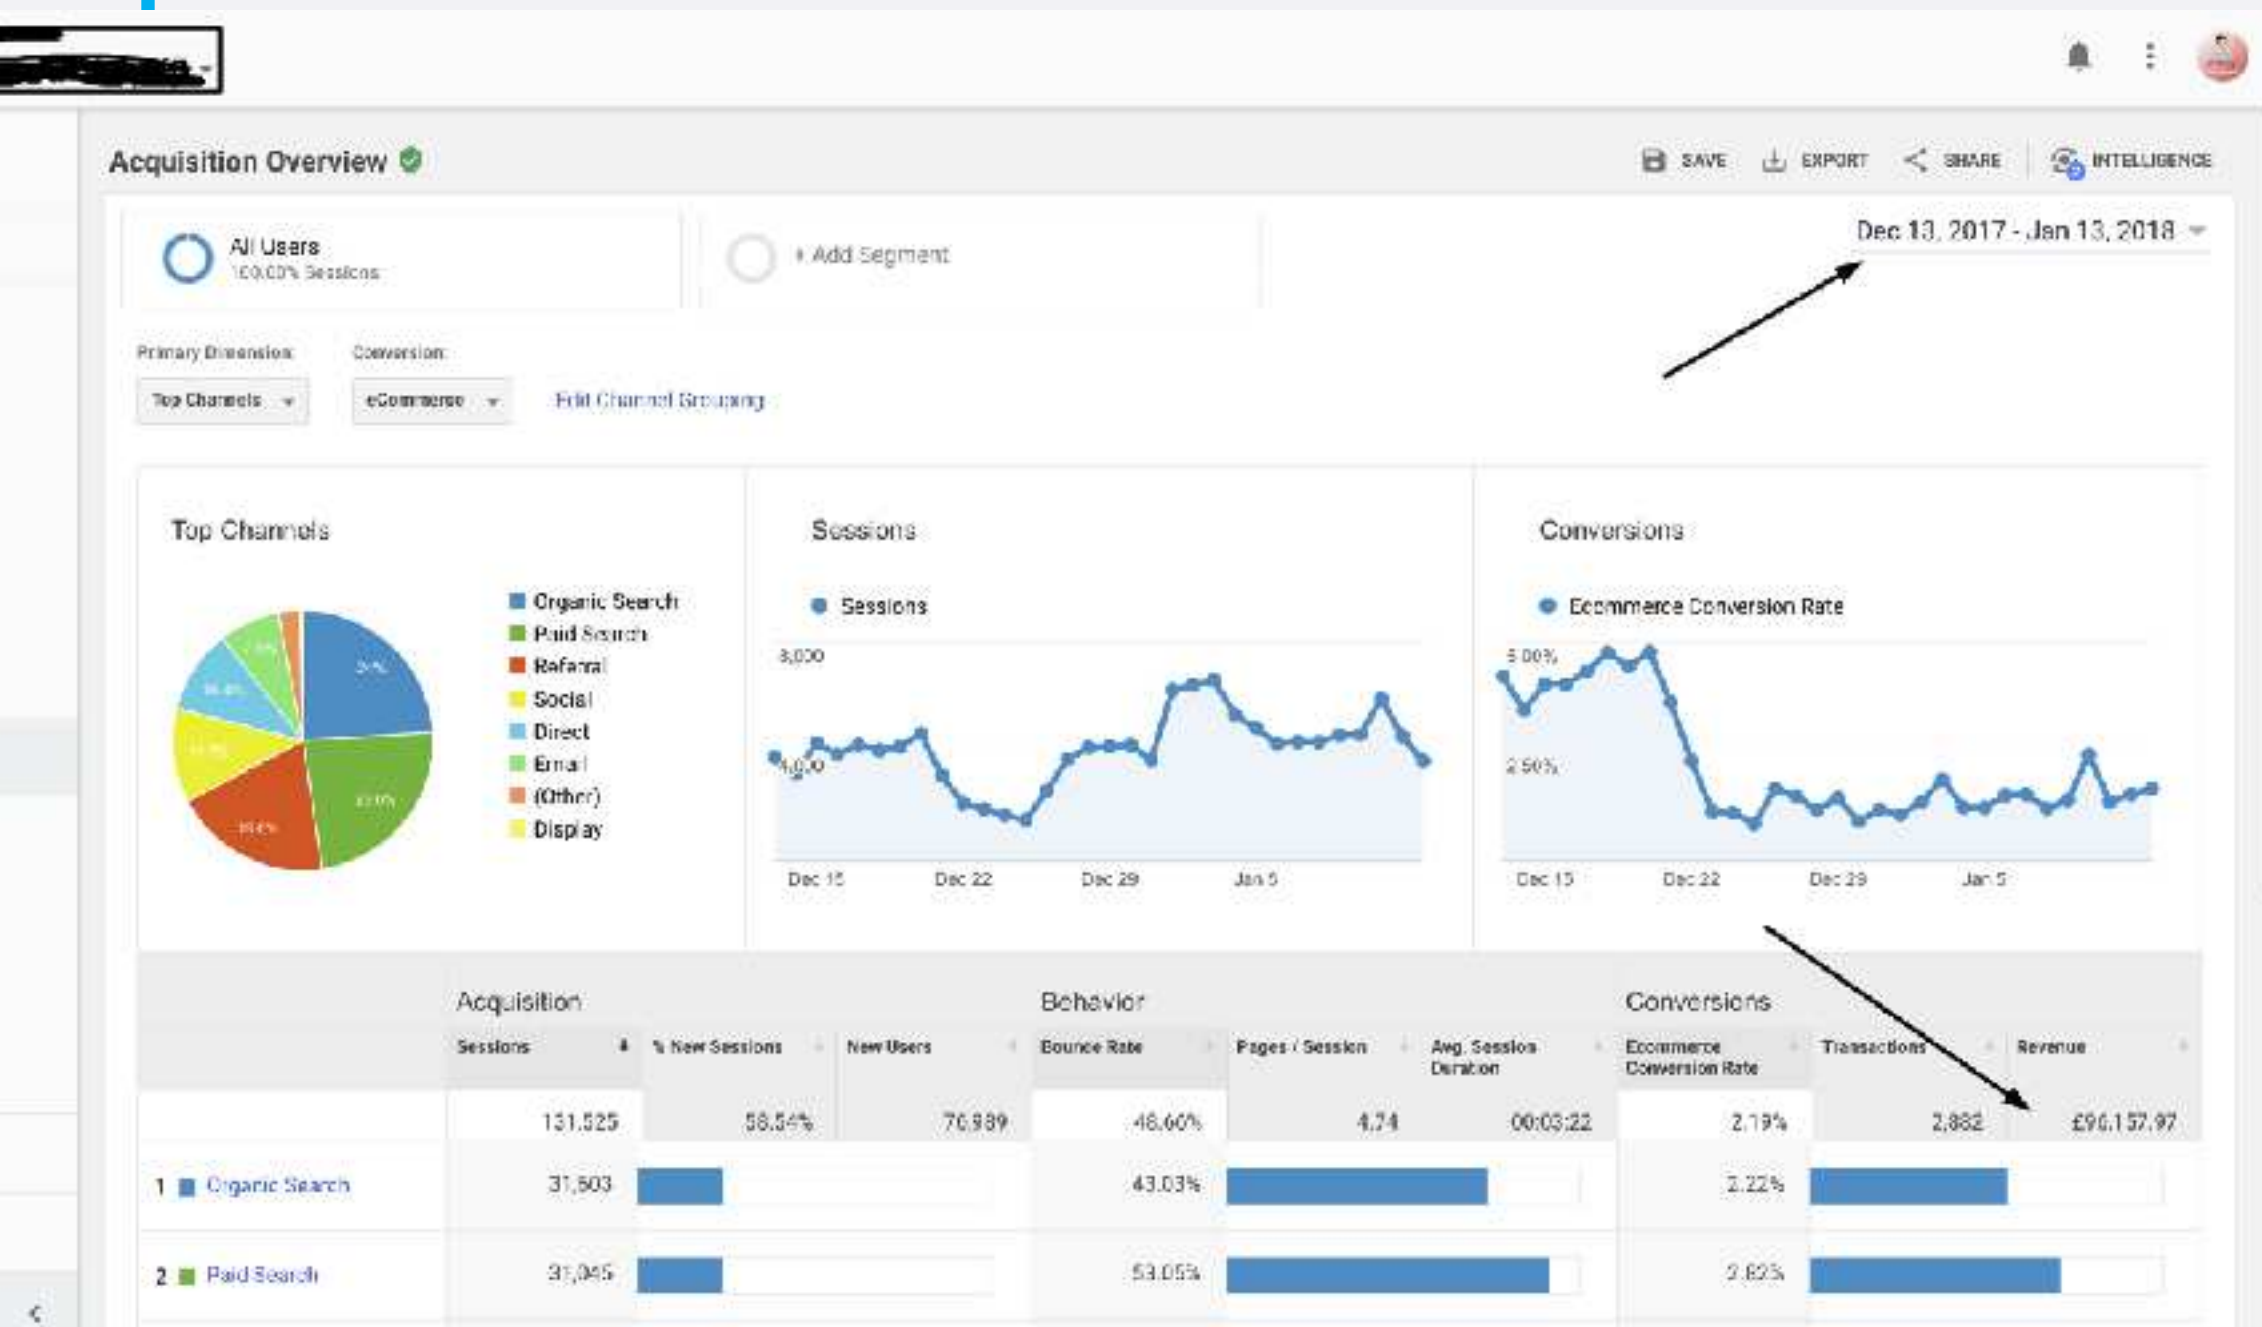 Acquisition Overview
SAVE EXPORT SHARE INTELLIGENCE
All Users
100.00% Sessions
+ Add Segment
Dec 13, 2017 - Jan 13, 2018
Primary Dimension: Conversion:
Top Channels eCommerce Edit Channel Grouping
Top Channels
Organic Search
Paid Search
Referral
Social
Direct
Email
(Other)
Display
Sessions
Sessions
8,000
4,000
Dec 15 Dec 22 Dec 29 Jan 5
Conversions
Ecommerce Conversion Rate
5.00%
2.50%
Dec 15 Dec 22 Dec 29 Jan 5
Acquisition Behavior Conversions
Sessions % New Sessions New Users Bounce Rate Pages / Session Avg. Session Duration Ecommerce Conversion Rate Transactions Revenue
131,525 58.54% 48.60% 4.74 00:03:22 2.19% 2,882
1 Organic Search 31,603 43.03% 2.22%
2 Paid Search 31,045 53.05% 2.82%